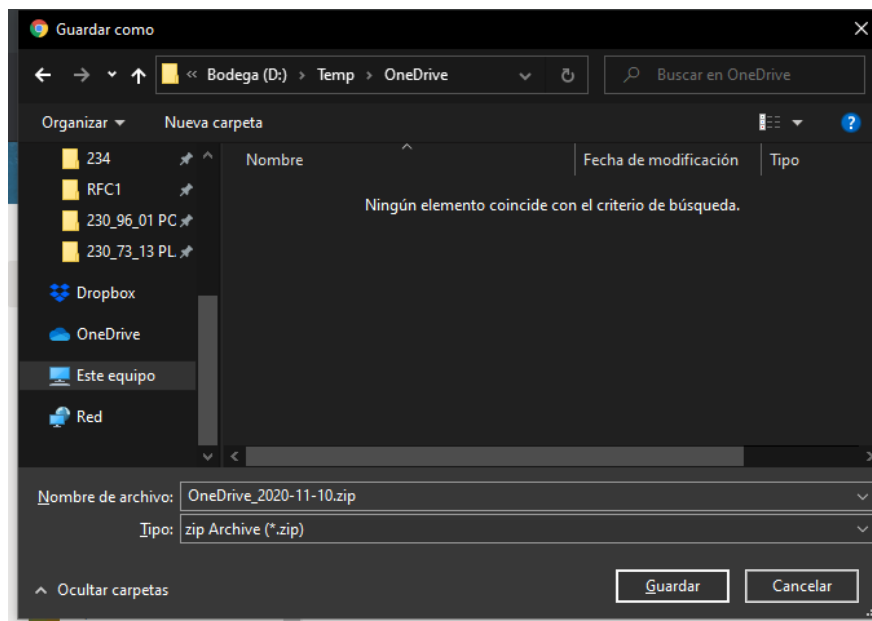 Guardar como
« Bodega (D:) › Temp › OneDrive
Buscar en OneDrive
Organizar
Nueva carpeta
234
RFC1
230_96_01 PC
230_73_13 PL
Dropbox
OneDrive
Este equipo
Red
Nombre
Fecha de modificación
Tipo
Ningún elemento coincide con el criterio de búsqueda.
Nombre de archivo: OneDrive_2020-11-10.zip
Tipo: zip Archive (*.zip)
Ocultar carpetas
Guardar
Cancelar